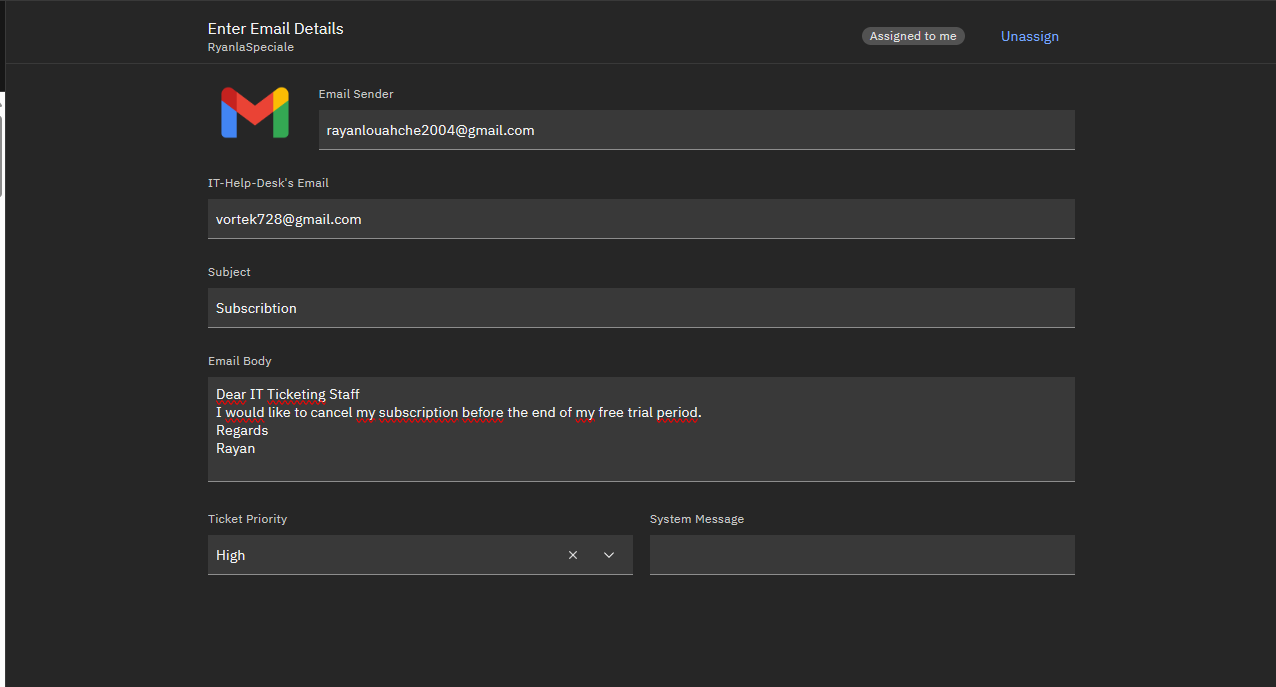 Enter Email Details
RyanlaSpeciale
Assigned to me
Unassign
Email Sender
rayanlouahche2004@gmail.com
IT-Help-Desk's Email
vortek728@gmail.com
Subject
Subscribtion
Email Body
Dear IT Ticketing Staff
I would like to cancel my subscription before the end of my free trial period.
Regards
Rayan
Ticket Priority
System Message
High